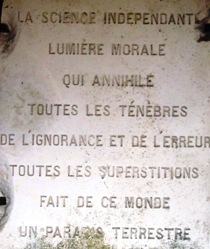 LA SCIENCE INDEPENDANTE
LUMIÈRE MORALE
QUI ANNIHILE
TOUTES LES TÉNÈBRES
DE L'IGNORANCE ET DE L'ERREUR
TOUTES LES SUPERSTITIONS
FAIT DE CE MONDE
UN PARADIS TERRESTRE